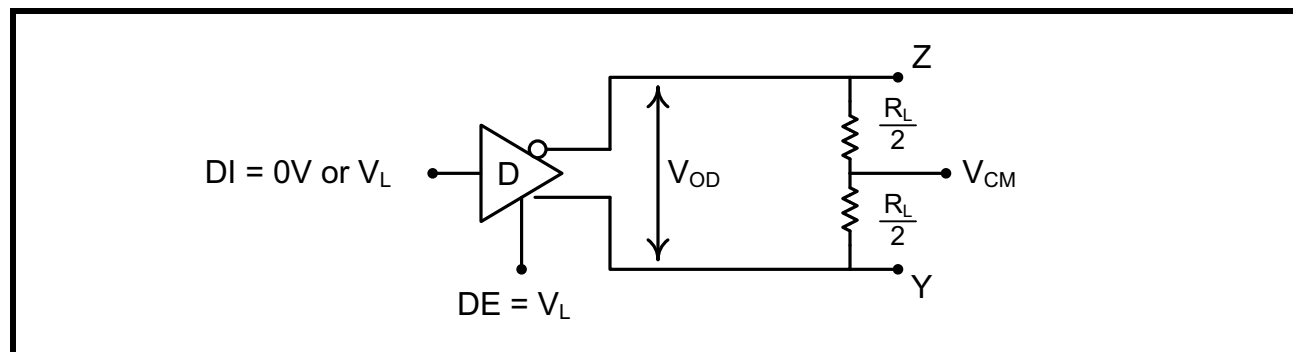 Z
R_L
2
DI = 0V or V_L
D
V_OD
V_CM
R_L
2
Y
DE = V_L